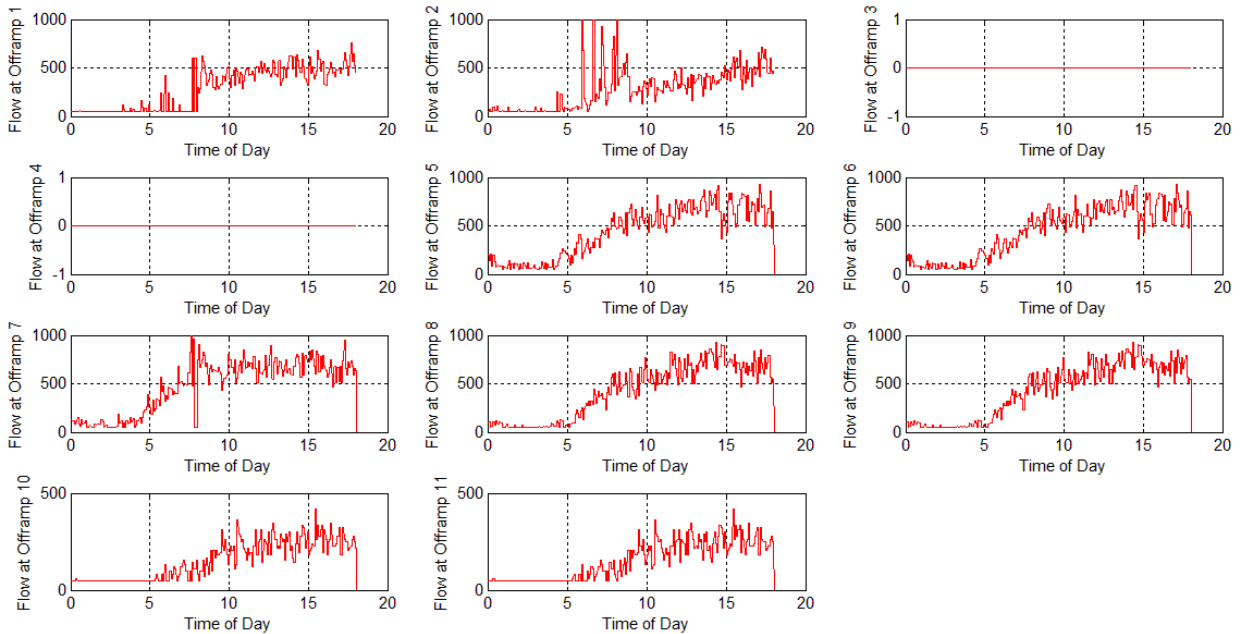 Flow at Offramp 1
1000
500
0
0 5 10 15 20
Time of Day
Flow at Offramp 2
1000
500
0
0 5 10 15 20
Time of Day
Flow at Offramp 3
1
0
-1
0 5 10 15 20
Time of Day
Flow at Offramp 4
1
0
-1
0 5 10 15 20
Time of Day
Flow at Offramp 5
1000
500
0
0 5 10 15 20
Time of Day
Flow at Offramp 6
1000
500
0
0 5 10 15 20
Time of Day
Flow at Offramp 7
1000
500
0
0 5 10 15 20
Time of Day
Flow at Offramp 8
1000
500
0
0 5 10 15 20
Time of Day
Flow at Offramp 9
1000
500
0
0 5 10 15 20
Time of Day
Flow at Offramp 10
500
0
0 5 10 15 20
Time of Day
Flow at Offramp 11
500
0
0 5 10 15 20
Time of Day